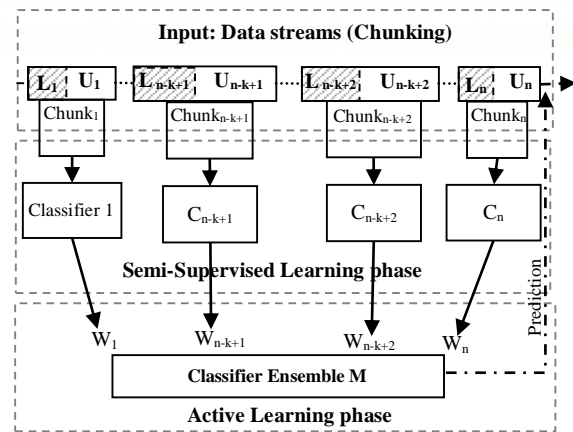 Input: Data streams (Chunking)
L1 U1 Ln-k+1 Un-k+1 Ln-k+2 Un-k+2 Ln Un
Chunk1 Chunkn-k+1 Chunkn-k+2 Chunkn
Classifier 1 Cn-k+1 Cn-k+2 Cn
Semi-Supervised Learning phase
Prediction
W1 Wn-k+1 Wn-k+2 Wn
Classifier Ensemble M
Active Learning phase